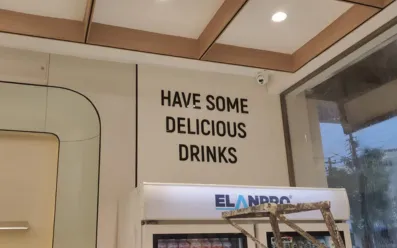 HAVE SOME
DELICIOUS
DRINKS
ELANPRO